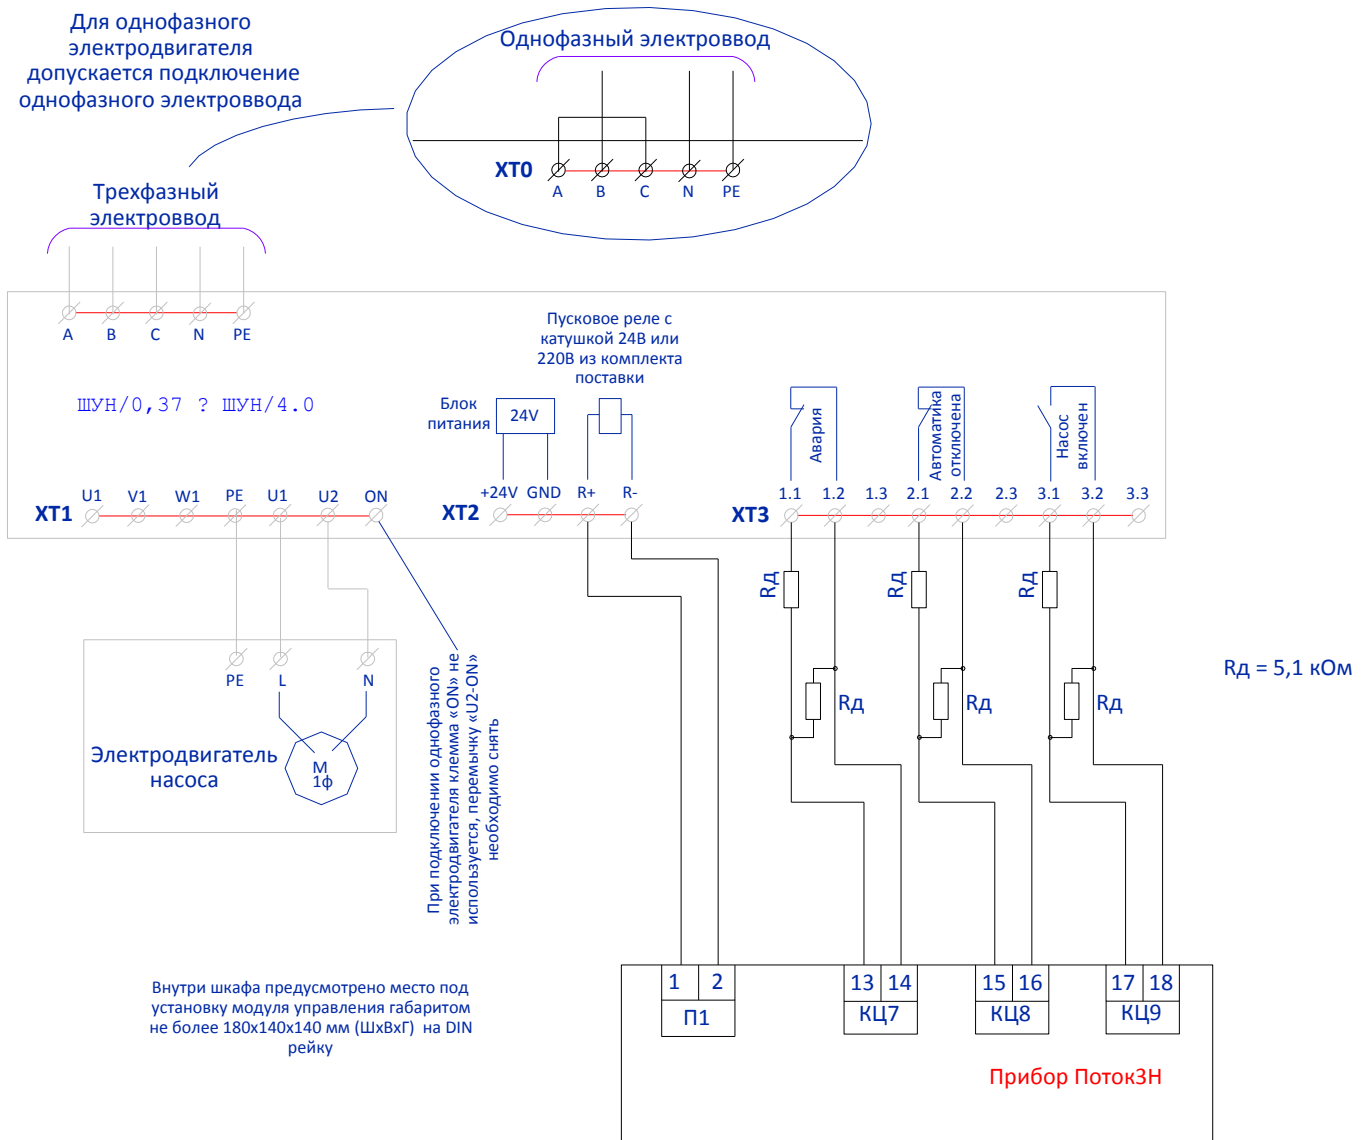 Для однофазного
электродвигателя
допускается подключение
однофазного электроввода
Однофазный электроввод
XT0
A B C N PE
Трехфазный
электроввод
A B C N PE
ШУН/0,37 ? ШУН/4.0
Пусковое реле с
катушкой 24В или
220В из комплекта
поставки
Блок
питания
24V
Авария
Автоматика
отключена
Насос
включен
XT1
U1 V1 W1 PE U1 U2 ON
XT2
+24V GND R+ R-
XT3
1.1 1.2 1.3 2.1 2.2 2.3 3.1 3.2 3.3
Rд Rд Rд
Rд Rд Rд
Rд = 5,1 кОм
PE L N
Электродвигатель
насоса
М
1ф
При подключении однофазного
электродвигателя клемма «ON» не
используется, перемычку «U2-ON»
необходимо снять
Внутри шкафа предусмотрено место под
установку модуля управления габаритом
не более 180х140х140 мм (ШхВхГ) на DIN
рейку
1 2 13 14 15 16 17 18
П1 КЦ7 КЦ8 КЦ9
Прибор Поток3Н